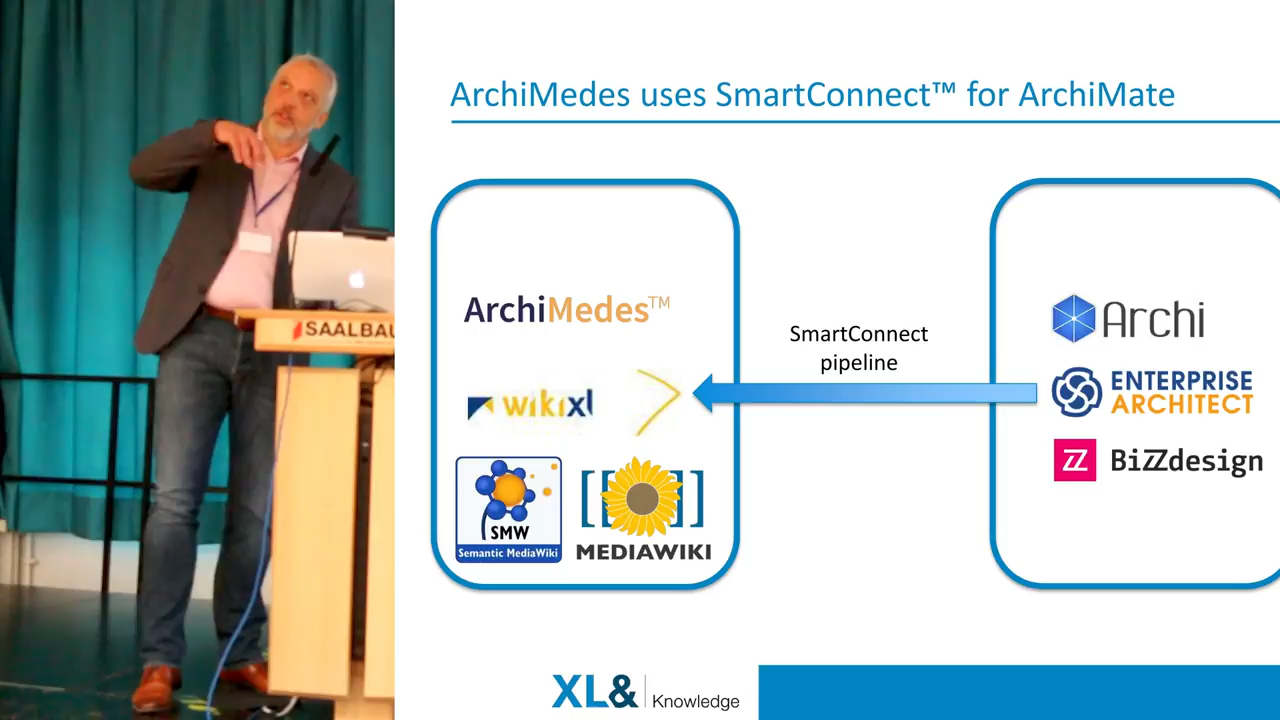 ArchiMedes uses SmartConnect™ for ArchiMate
ArchiMedes™
wikixl
SMW
Semantic MediaWiki
[[ ]]
MEDIAWIKI
SmartConnect
pipeline
Archi
ENTERPRISE
ARCHITECT
BiZZdesign
SAALBAU
XL& Knowledge